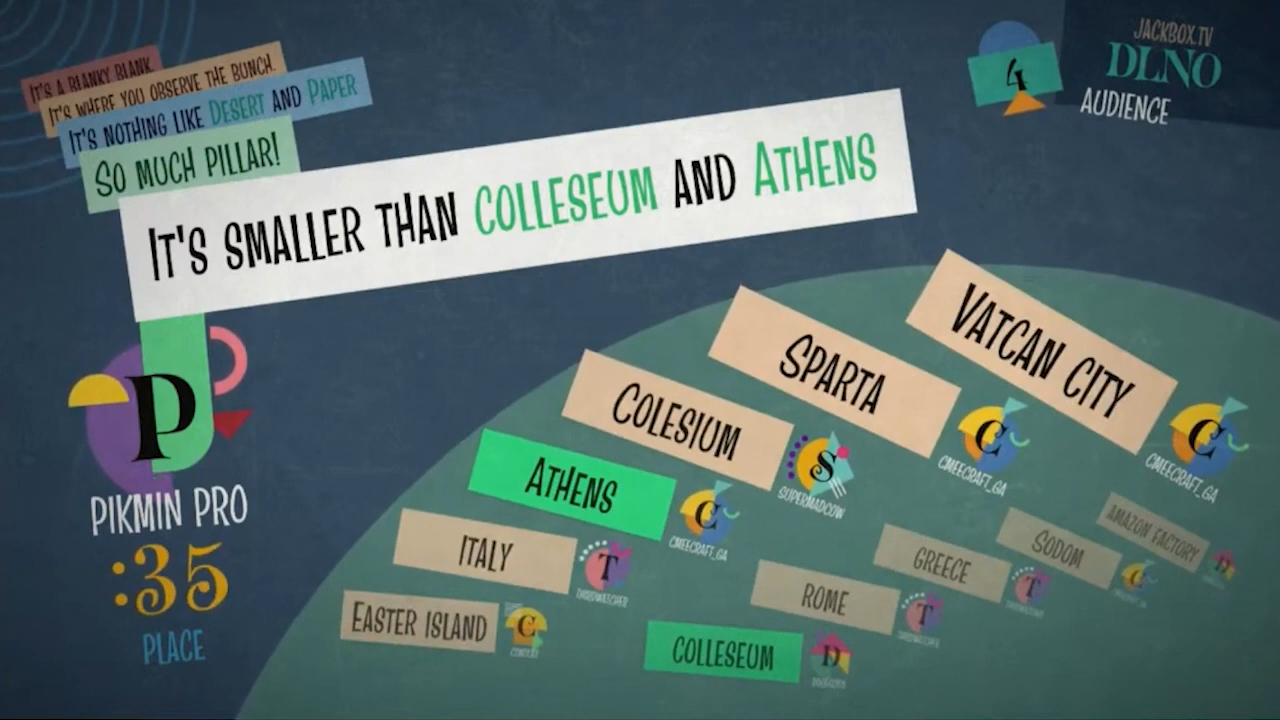 IT'S A BLANKY BLANK.
IT'S WHERE YOU OBSERVE THE BUNCH.
IT'S NOTHING LIKE DESERT AND PAPER
SO MUCH PILLAR!
IT'S SMALLER THAN COLLESEUM AND ATHENS
4
JACKBOX.TV
DLNO
AUDIENCE
P
PIKMIN PRO
:35
PLACE
VATCAN CITY
C
CMEECRAFT_GA
SPARTA
C
CMEECRAFT_GA
COLESIUM
S
SUPERMADCOW
ATHENS
C
CMEECRAFT_GA
ITALY
T
EASTER ISLAND
C
AMAZON FACTORY
D
SODOM
C
GREECE
T
ROME
T
COLLESEUM
D